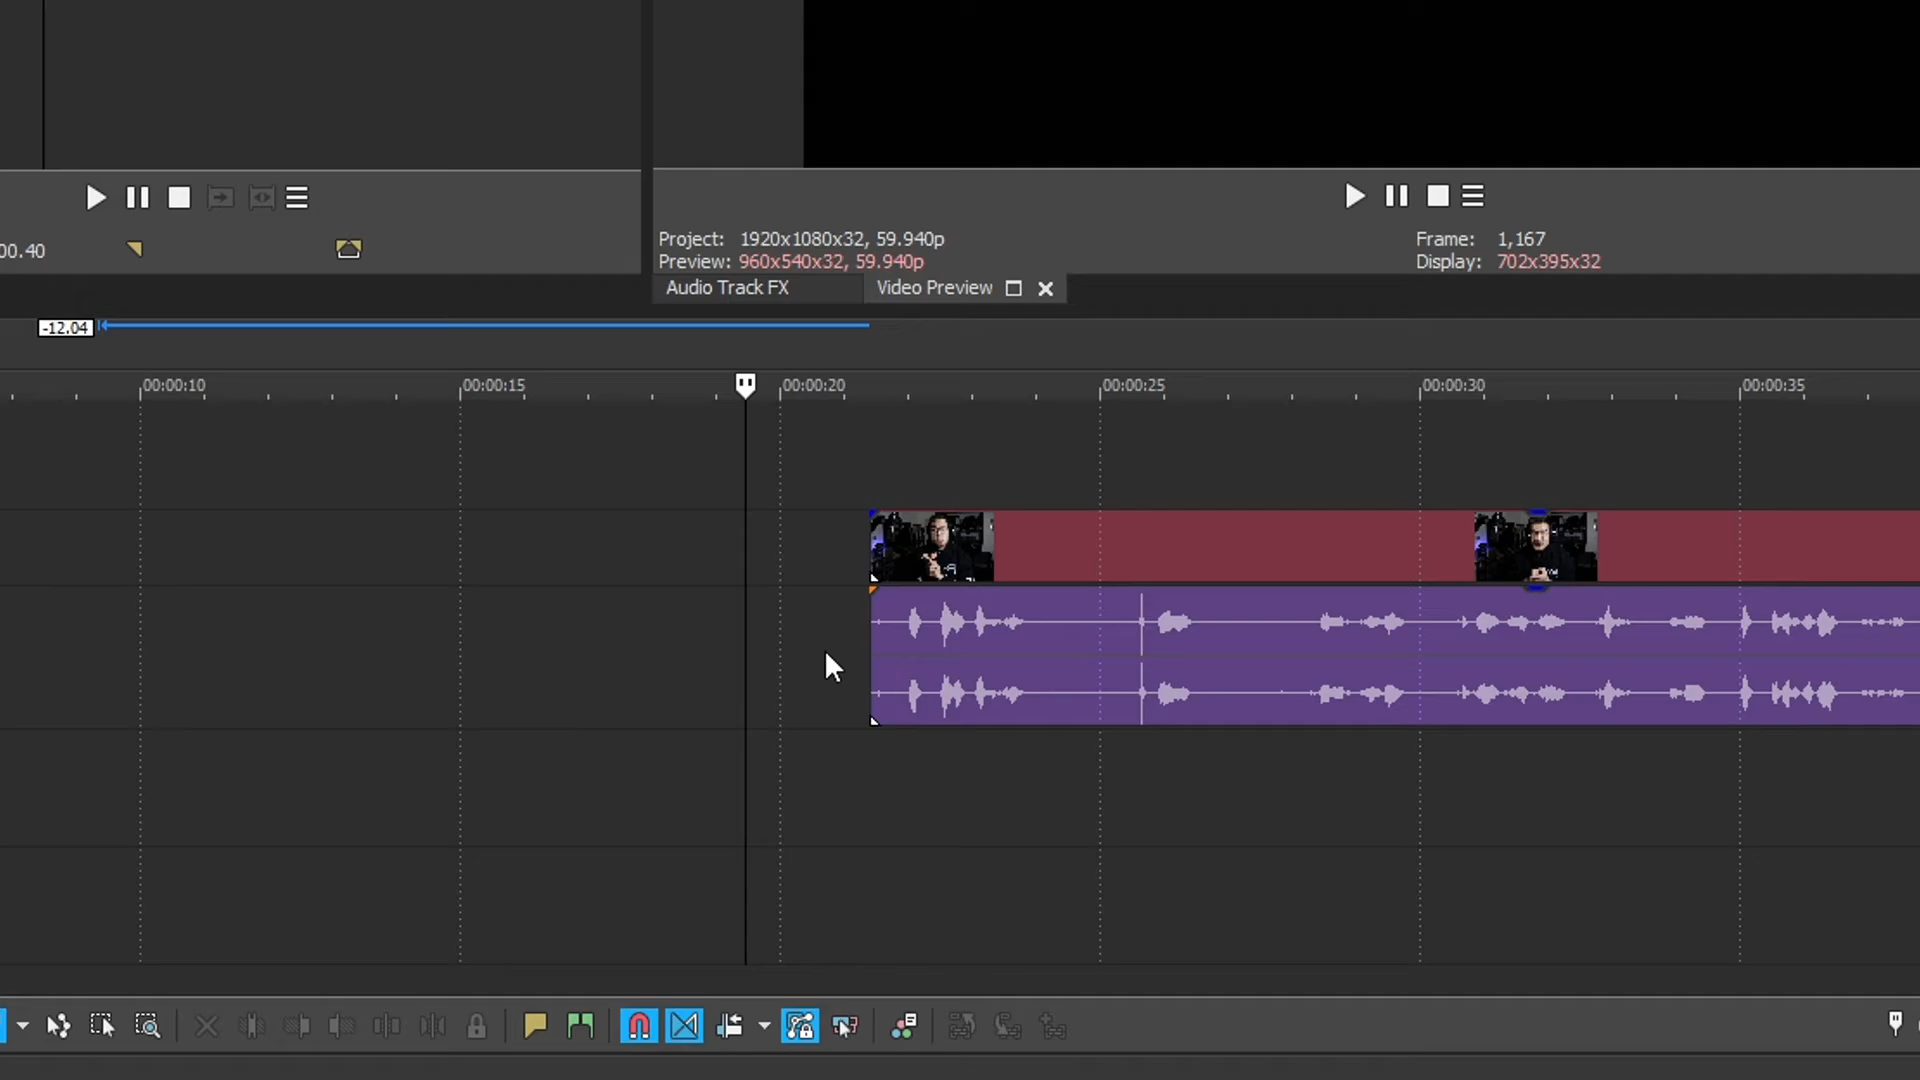 00.40
Project: 1920x1080x32, 59.940p
Frame: 1,167
Preview: 960x540x32, 59.940p
Display: 702x395x32
Audio Track FX
Video Preview
-12.04
00:00:10
00:00:15
00:00:20
00:00:25
00:00:30
00:00:35